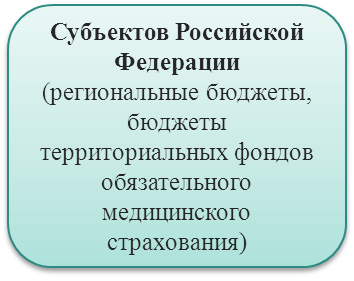 Субъектов Российской
Федерации
(региональные бюджеты,
бюджеты
территориальных фондов
обязательного
медицинского
страхования)